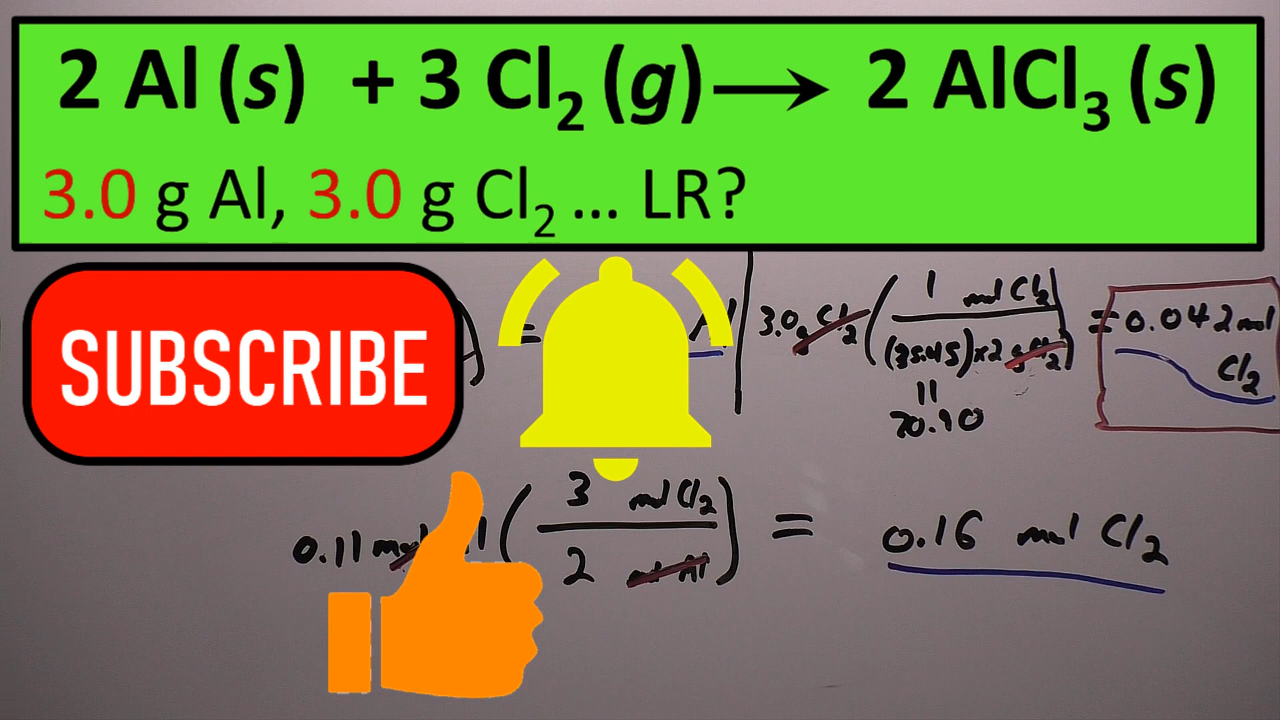 2 Al (s) + 3 Cl₂ (g) → 2 AlCl₃ (s)
3.0 g Al, 3.0 g Cl₂ ... LR?
SUBSCRIBE
) =
3.0 g Cl₂ ( 1 mol Cl₂
(35.45)×2 g Cl₂ ) = 0.042 mol
Cl₂
||
70.90
0.11 ( 3 mol Cl₂
2 mol Al ) = 0.16 mol Cl₂